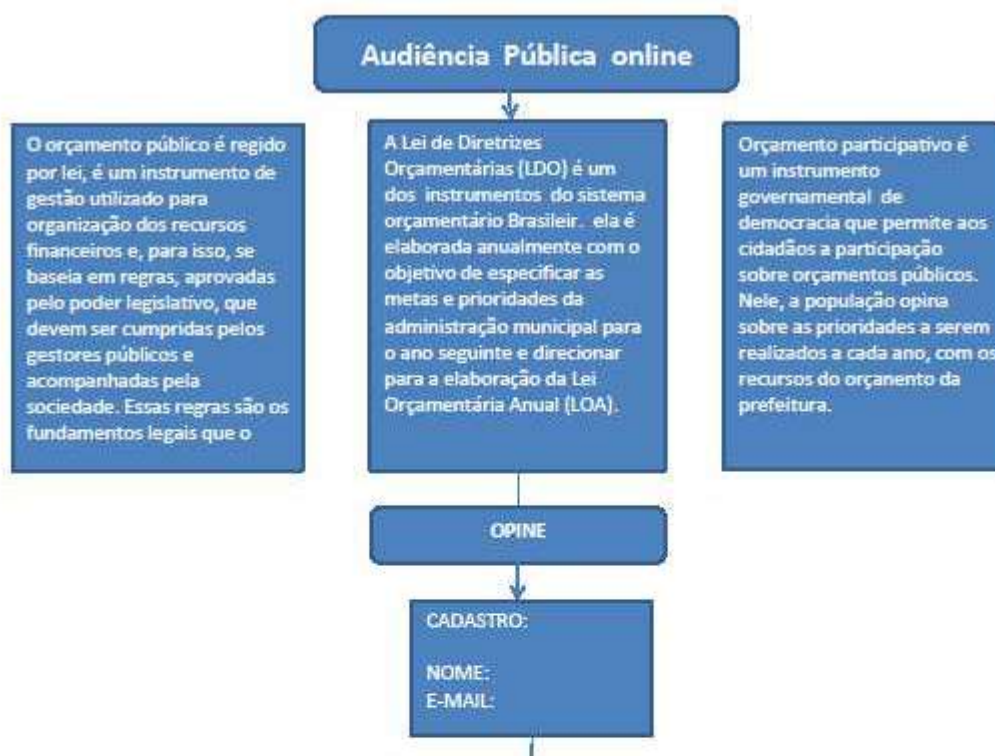 Audiência Pública online
O orçamento público é regido
por lei, é um instrumento de
gestão utilizado para
organização dos recursos
financeiros e, para isso, se
baseia em regras, aprovadas
pelo poder legislativo, que
devem ser cumpridas pelos
gestores públicos e
acompanhadas pela
sociedade. Essas regras são os
fundamentos legais que o
A Lei de Diretrizes
Orçamentárias (LDO) é um
dos instrumentos do sistema
orçamentário Brasileir. ela é
elaborada anualmente com o
objetivo de especificar as
metas e prioridades da
administração municipal para
o ano seguinte e direcionar
para a elaboração da Lei
Orçamentária Anual (LOA).
Orçamento participativo é
um instrumento
governamental de
democracia que permite aos
cidadãos a participação
sobre orçamentos públicos.
Nele, a população opina
sobre as prioridades a serem
realizados a cada ano, com os
recursos do orçanento da
prefeitura.
OPINE
CADASTRO:
NOME:
E-MAIL: